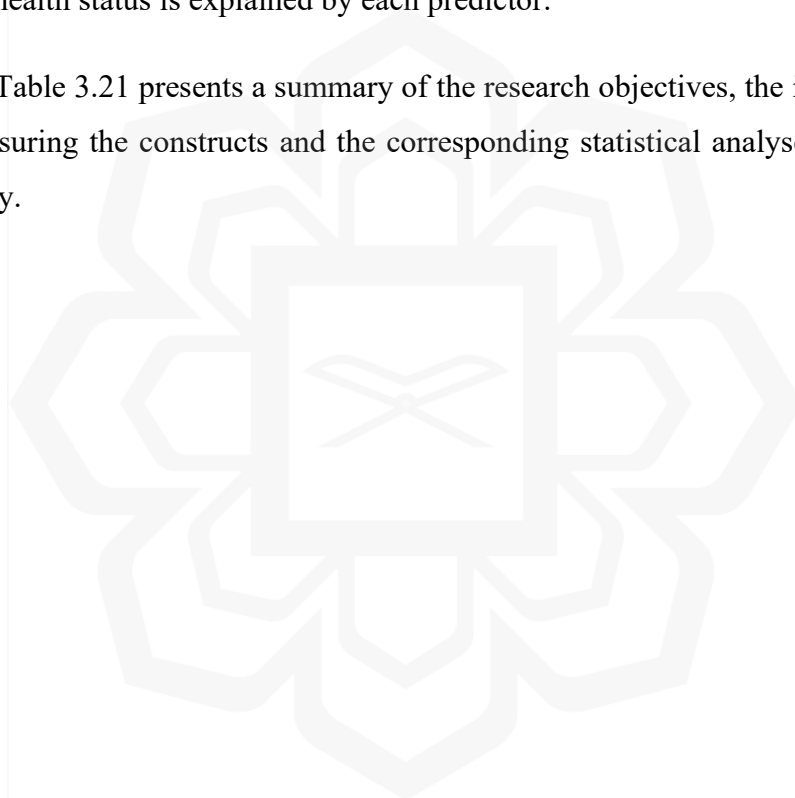 health status is explained by each predictor.
Table 3.21 presents a summary of the research objectives, the
suring the constructs and the corresponding statistical analys
y.